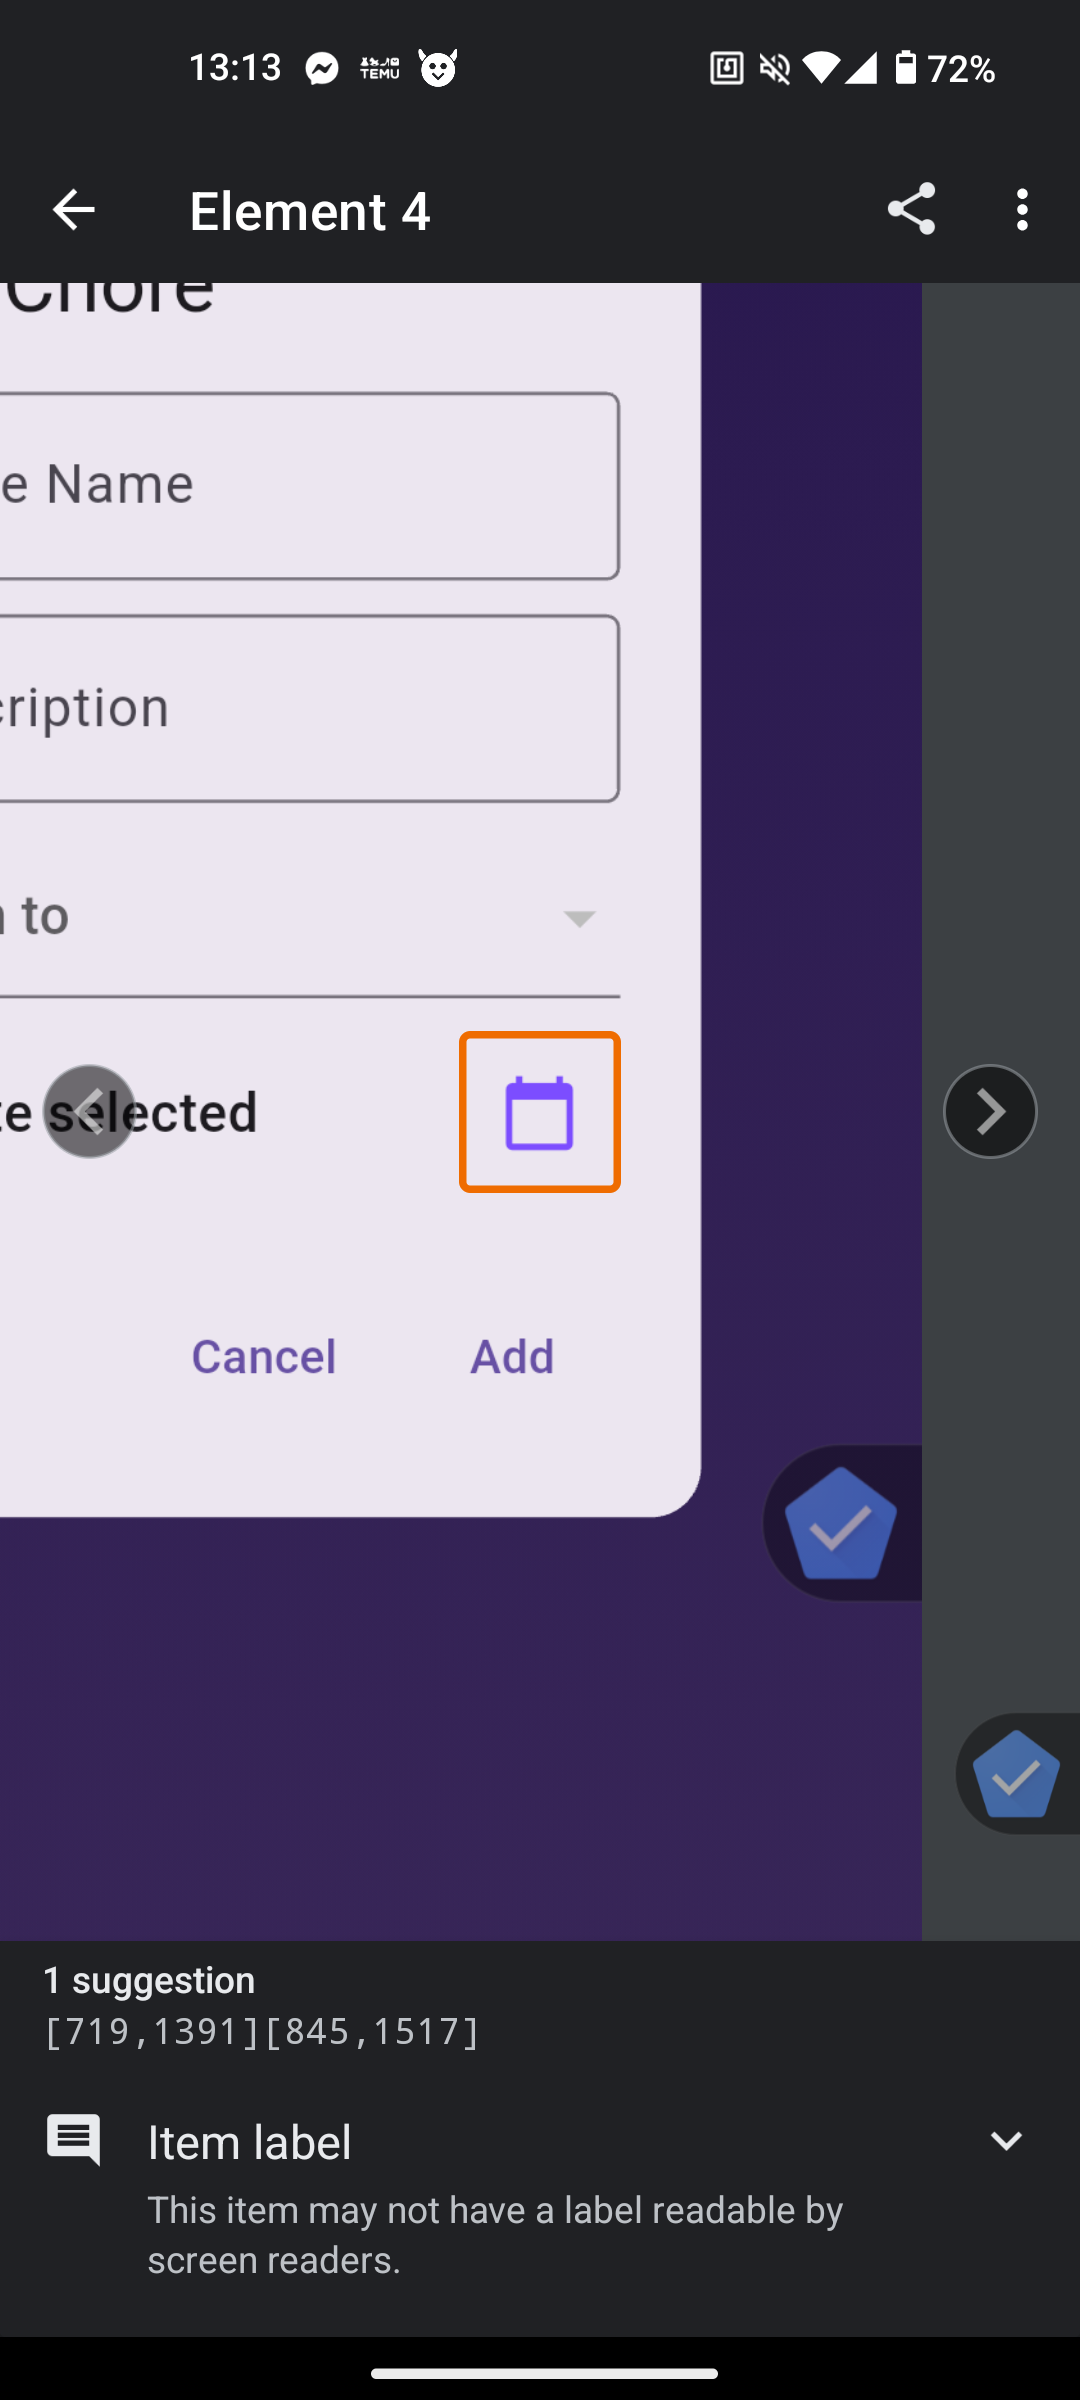 13:13 TEMU 72%
Element 4
Chore
e Name
cription
n to
te selected
Cancel Add
1 suggestion
[719,1391][845,1517]
Item label
This item may not have a label readable by
screen readers.